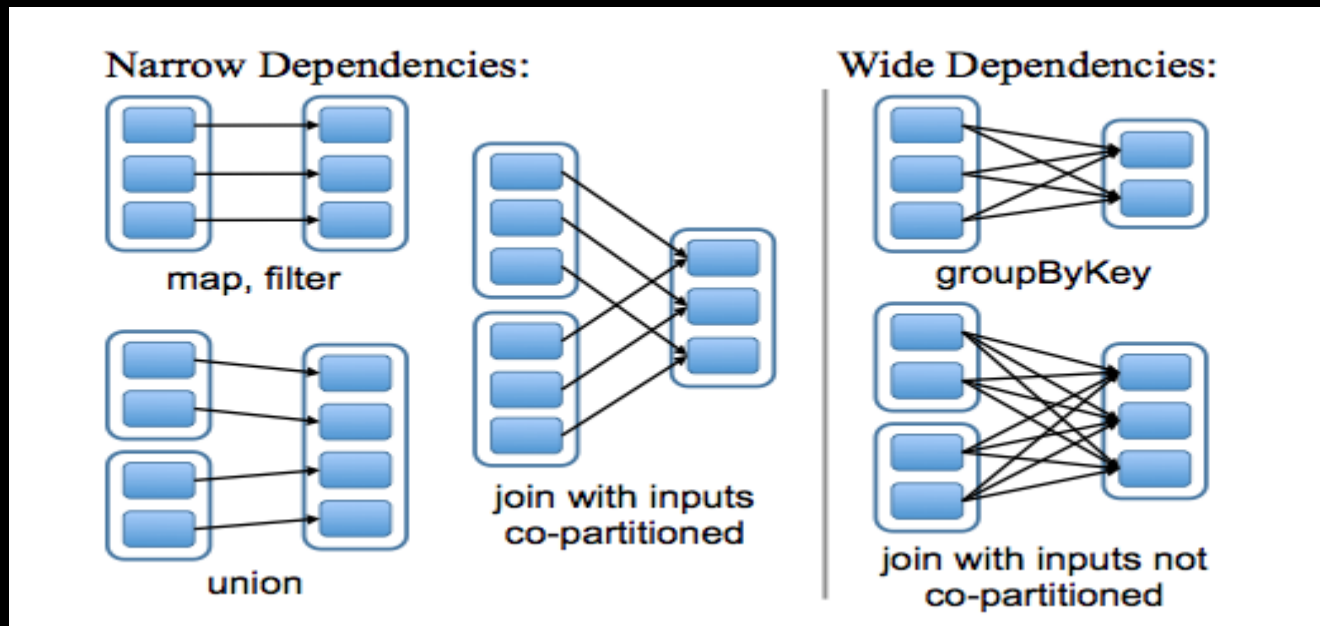 Narrow Dependencies:
map, filter
union
join with inputs
co-partitioned
Wide Dependencies:
groupByKey
join with inputs not
co-partitioned